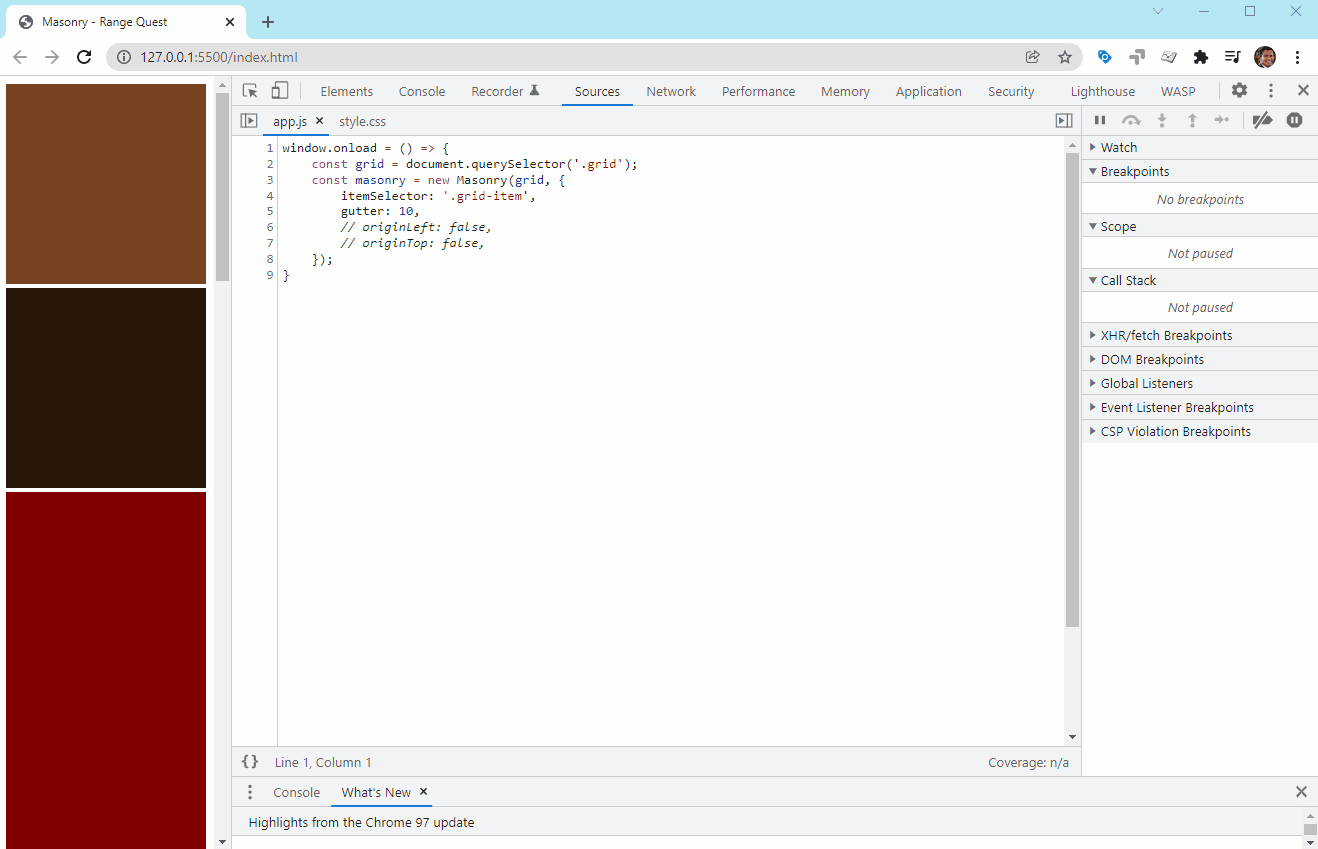 Masonry - Range Quest
127.0.0.1:5500/index.html
Elements Console Recorder Sources Network Performance Memory Application Security Lighthouse WASP
app.js style.css
1 window.onload = () => {
2 const grid = document.querySelector('.grid');
3 const masonry = new Masonry(grid, {
4 itemSelector: '.grid-item',
5 gutter: 10,
6 // originLeft: false,
7 // originTop: false,
8 });
9 }
Watch
Breakpoints
No breakpoints
Scope
Not paused
Call Stack
Not paused
XHR/fetch Breakpoints
DOM Breakpoints
Global Listeners
Event Listener Breakpoints
CSP Violation Breakpoints
{} Line 1, Column 1 Coverage: n/a
Console What's New
Highlights from the Chrome 97 update